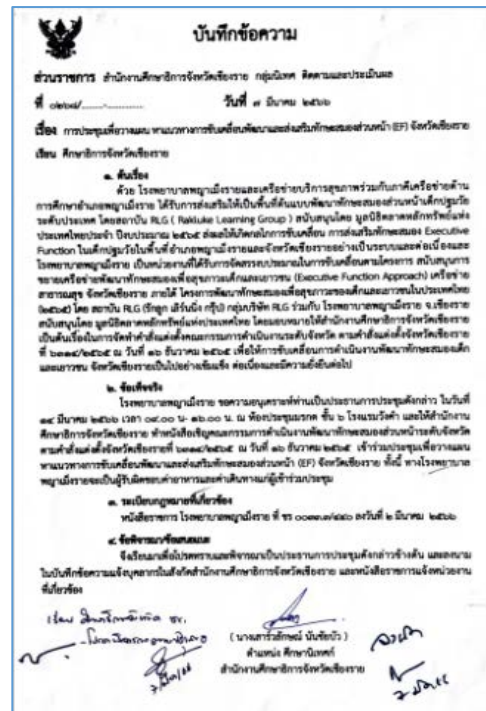 บันทึกข้อความ
ส่วนราชการ สำนักงานศึกษาธิการจังหวัดเชียงราย กลุ่มนิเทศ ติดตามและประเมินผล
ที่ ๐๒๖๘/ วันที่ ๗ มีนาคม ๒๕๖๖
เรื่อง การประชุมเพื่อวางแผน หาแนวทางการขับเคลื่อนพัฒนาและส่งเสริมทักษะสมองส่วนหน้า (EF) จังหวัดเชียงราย
เรียน ศึกษาธิการจังหวัดเชียงราย
๑. ต้นเรื่อง
ด้วย โรงพยาบาลพญาเม็งรายและเครือข่ายบริการสุขภาพร่วมกับภาคีเครือข่ายด้าน
การศึกษาอำเภอพญาเม็งราย ได้รับการส่งเสริมให้เป็นพื้นที่ต้นแบบพัฒนาทักษะสมองส่วนหน้าเด็กปฐมวัย
ระดับประเทศ โดยสถาบัน RLG ( Rakluke Learning Group ) สนับสนุนโดย มูลนิธิตลาดหลักทรัพย์แห่ง
ประเทศไทยประจำ ปีงบประมาณ ๒๕๖๕ ส่งผลให้เกิดกลไกการขับเคลื่อน การส่งเสริมทักษะสมอง Executive
Function ในเด็กปฐมวัยในพื้นที่อำเภอพญาเม็งรายและจังหวัดเชียงรายอย่างเป็นระบบและต่อเนื่องและ
โรงพยาบาลพญาเม็งราย เป็นหน่วยงานที่ได้รับการจัดสรรงบประมาณในการขับเคลื่อนตามโครงการ สนับสนุนการ
ขยายเครือข่ายพัฒนาทักษะสมองเพื่อสุขภาวะเด็กและเยาวชน (Executive Function Approach) เครือข่าย
สาธารณสุข จังหวัดเชียงราย ภายใต้ โครงการพัฒนาทักษะสมองเพื่อสุขภาวะของเด็กและเยาวชนในประเทศไทย
(๒๕๖๕) โดย สถาบัน RLG (รักลูก เลิร์นนิ่ง กรุ๊ป) กลุ่มบริษัท RLG ร่วมกับ โรงพยาบาลพญาเม็งราย จ.เชียงราย
สนับสนุนโดย มูลนิธิตลาดหลักทรัพย์แห่งประเทศไทย โดยมอบหมายให้สำนักงานศึกษาธิการจังหวัดเชียงราย
เป็นต้นเรื่องในการจัดทำคำสั่งแต่งตั้งคณะกรรมการดำเนินงานระดับจังหวัด ตามคำสั่งแต่งตั้งจังหวัดเชียงราย
ที่ ๖๓๑๔/๒๕๖๕ ณ วันที่ ๑๖ ธันวาคม ๒๕๖๕ เพื่อให้การขับเคลื่อนการดำเนินงานพัฒนาทักษะสมองเด็ก
และเยาวชน จังหวัดเชียงรายเป็นไปอย่างเข้มแข็ง ต่อเนื่องและมีความยั่งยืนต่อไป
๒. ข้อเท็จจริง
โรงพยาบาลพญาเม็งราย ขอความอนุเคราะห์ท่านเป็นประธานการประชุมดังกล่าว ในวันที่
๑๔ มีนาคม ๒๕๖๖ เวลา ๐๙.๐๐ น- ๑๖.๐๐ น. ณ ห้องประชุมมรกต ชั้น ๖ โรงแรมวังคำ และให้สำนักงาน
ศึกษาธิการจังหวัดเชียงราย ทำหนังสือเชิญคณะกรรมการดำเนินงานพัฒนาทักษะสมองส่วนหน้าระดับจังหวัด
ตามคำสั่งแต่งตั้งจังหวัดเชียงรายที่ ๖๓๑๔/๒๕๖๕ ณ วันที่ ๑๖ ธันวาคม ๒๕๖๕ เข้าร่วมประชุมเพื่อวางแผน
หาแนวทางการขับเคลื่อนพัฒนาและส่งเสริมทักษะสมองส่วนหน้า (EF) จังหวัดเชียงราย ทั้งนี้ ทางโรงพยาบาล
พญาเม็งรายจะเป็นผู้รับผิดชอบค่าอาหารและค่าเดินทางแก่ผู้เข้าร่วมประชุม
๓. ระเบียบกฎหมายที่เกี่ยวข้อง
หนังสือราชการ โรงพยาบาลพญาเม็งราย ที่ ชร ลงวันที่ ๒ มีนาคม ๒๕๖๖
๔. ข้อพิจารณา/ข้อเสนอแนะ
จึงเรียนมาเพื่อโปรดทราบและพิจารณาเป็นประธานการประชุมดังกล่าวข้างต้น และลงนาม
ในบันทึกข้อความแจ้งบุคลากรในสังกัดสำนักงานศึกษาธิการจังหวัดเชียงราย และหนังสือราชการแจ้งหน่วยงาน
ที่เกี่ยวข้อง
( นางเสาร์วลักษณ์ นันชัยบัว )
ตำแหน่ง ศึกษานิเทศก์
สำนักงานศึกษาธิการจังหวัดเชียงราย